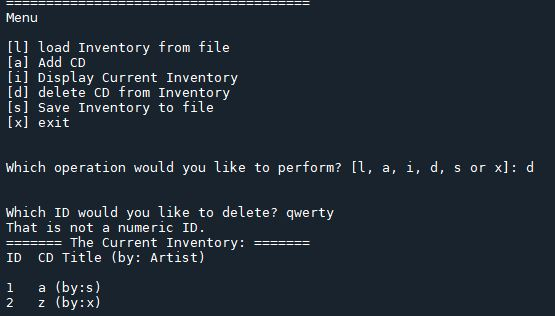 ======================================
Menu
[l] load Inventory from file
[a] Add CD
[i] Display Current Inventory
[d] delete CD from Inventory
[s] Save Inventory to file
[x] exit
Which operation would you like to perform? [l, a, i, d, s or x]: d
Which ID would you like to delete? qwerty
That is not a numeric ID.
======= The Current Inventory: =======
ID  CD Title (by: Artist)
1   a (by:s)
2   z (by:x)